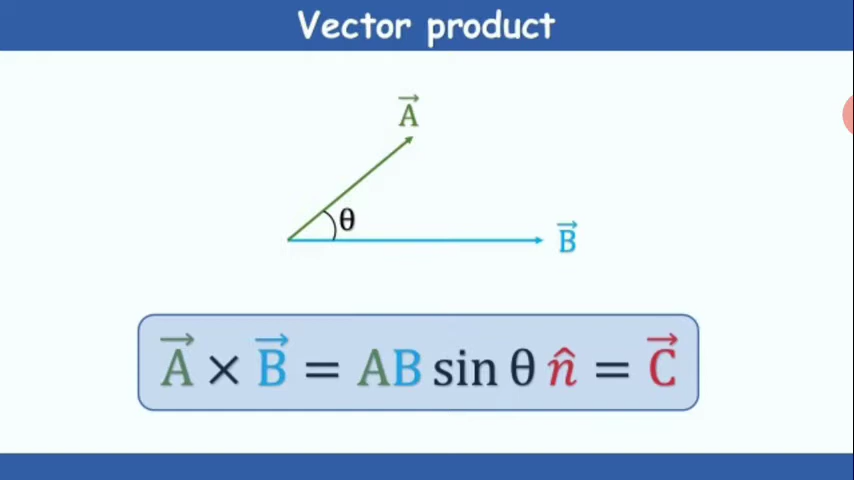 Vector product
A⃗
θ
B⃗
A⃗ × B⃗ = AB sin θ n̂ = C⃗